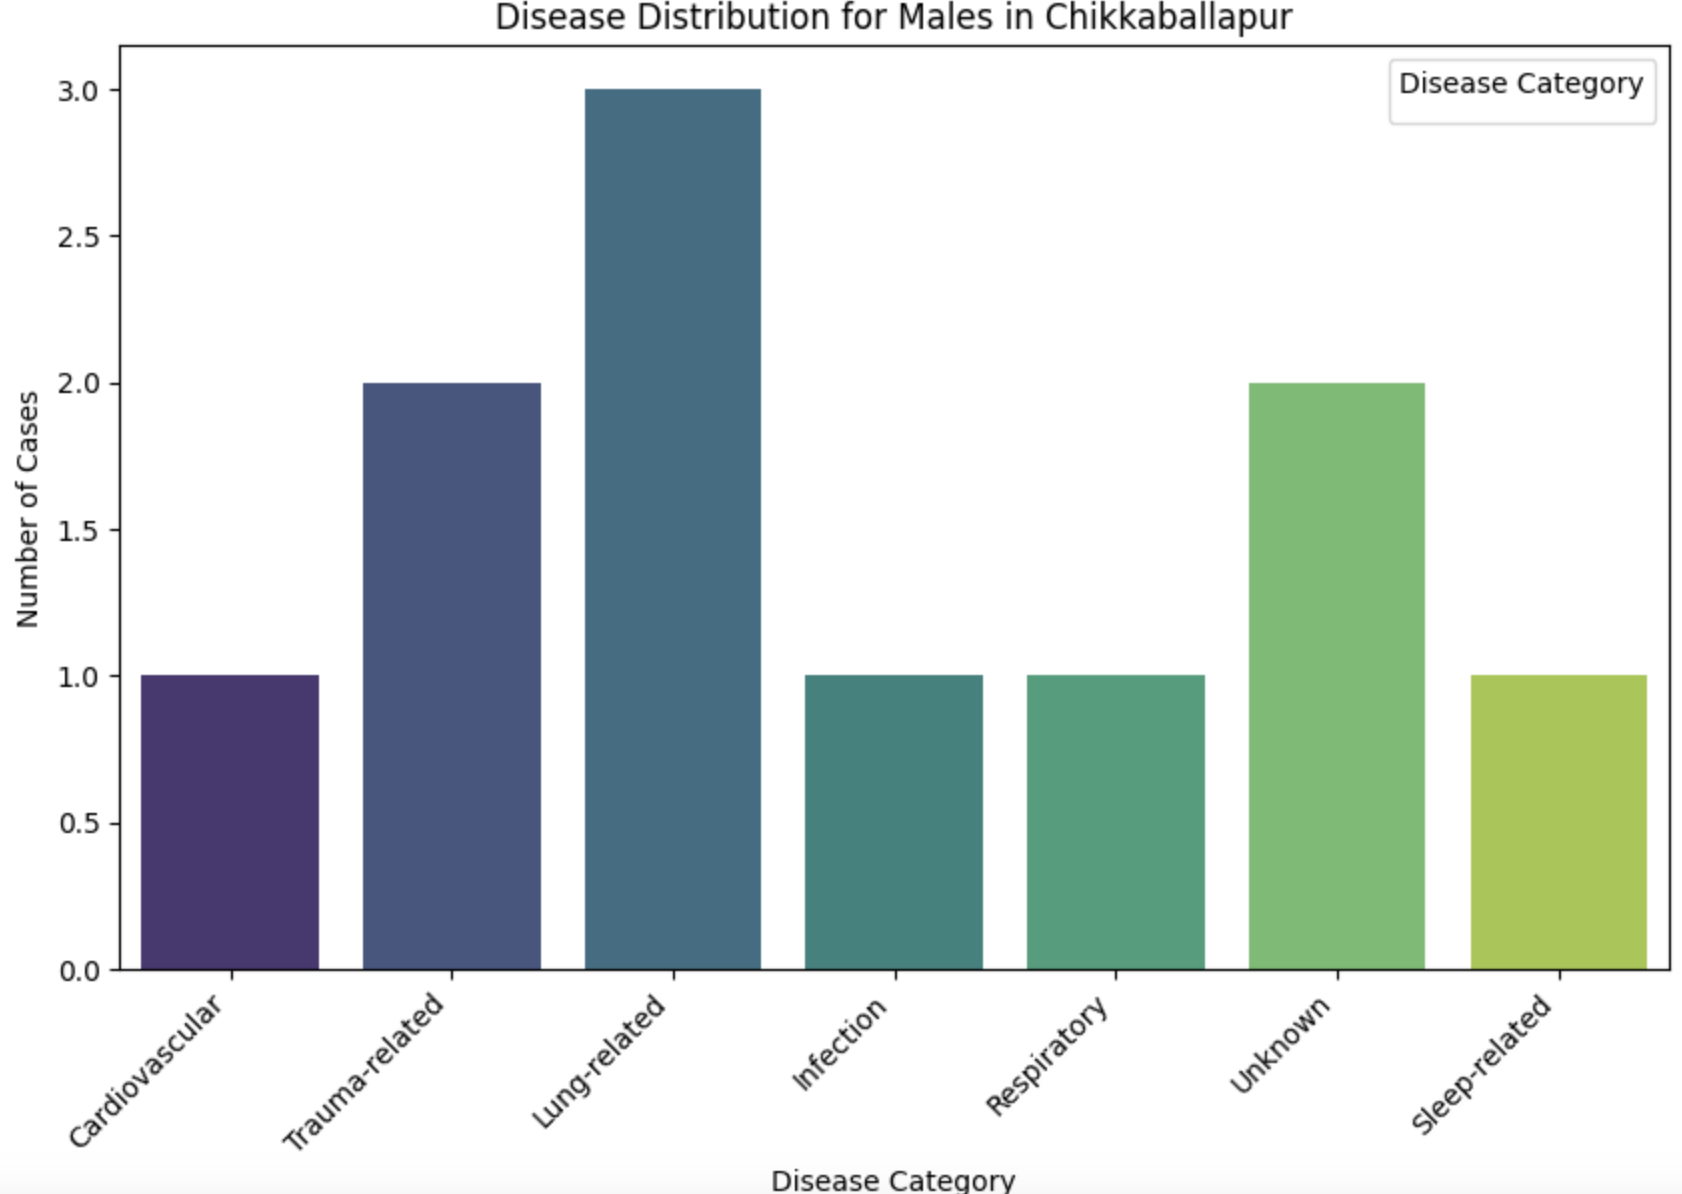 Disease Distribution for Males in Chikkaballapur
Disease Category
Number of Cases
3.0
2.5
2.0
1.5
1.0
0.5
0.0
Cardiovascular
Trauma-related
Lung-related
Infection
Respiratory
Unknown
Sleep-related
Disease Category